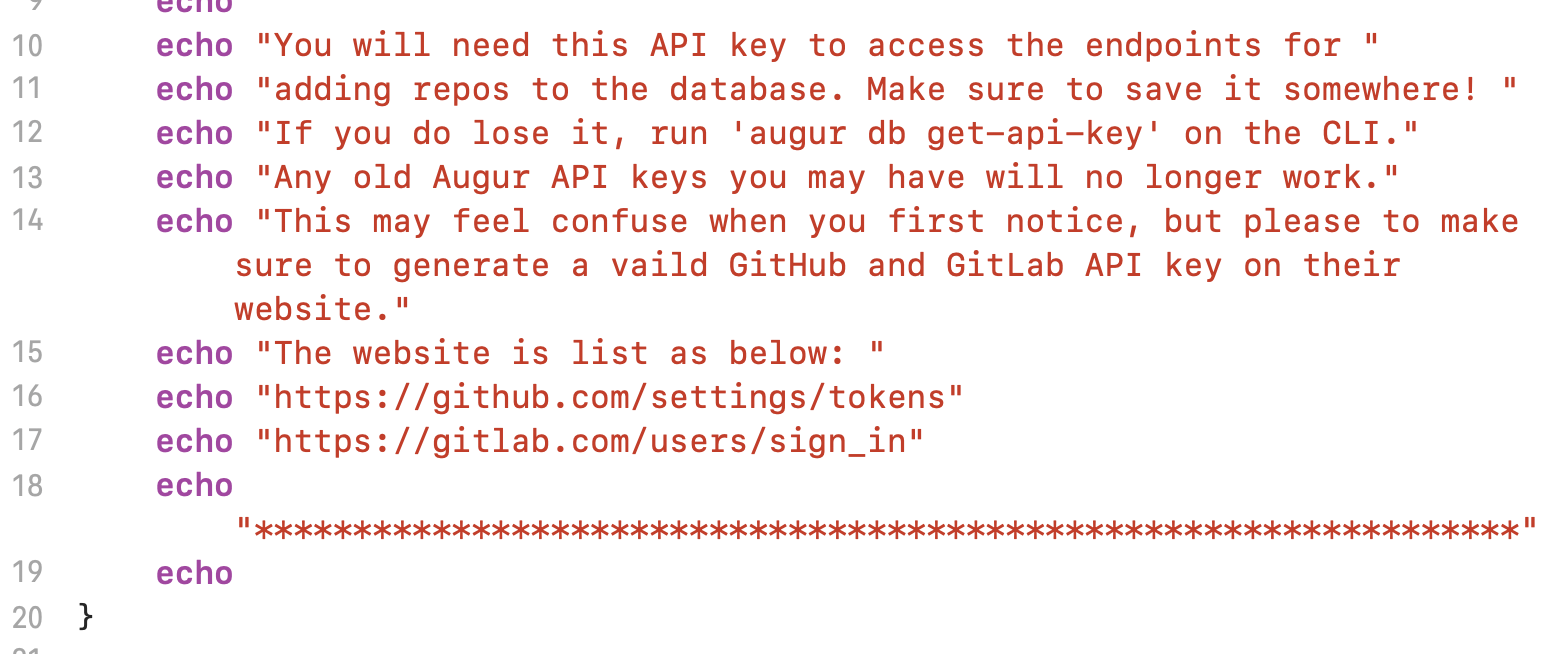 9 echo
10 echo "You will need this API key to access the endpoints for "
11 echo "adding repos to the database. Make sure to save it somewhere! "
12 echo "If you do lose it, run 'augur db get-api-key' on the CLI."
13 echo "Any old Augur API keys you may have will no longer work."
14 echo "This may feel confuse when you first notice, but please to make
sure to generate a vaild GitHub and GitLab API key on their
website."
15 echo "The website is list as below: "
16 echo "https://github.com/settings/tokens"
17 echo "https://gitlab.com/users/sign_in"
18 echo
"****************************************************************"
19 echo
20 }
21